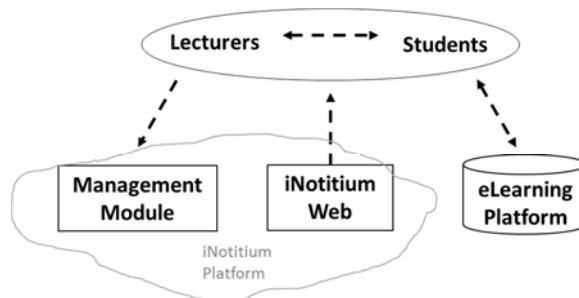 Lecturers
Students
Management
Module
iNotitium
Web
eLearning
Platform
iNotitium
Platform